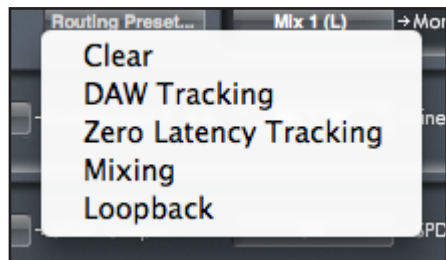 Routing Preset... Mix 1 (L) →Mor
Clear
DAW Tracking
Zero Latency Tracking
Mixing
Loopback